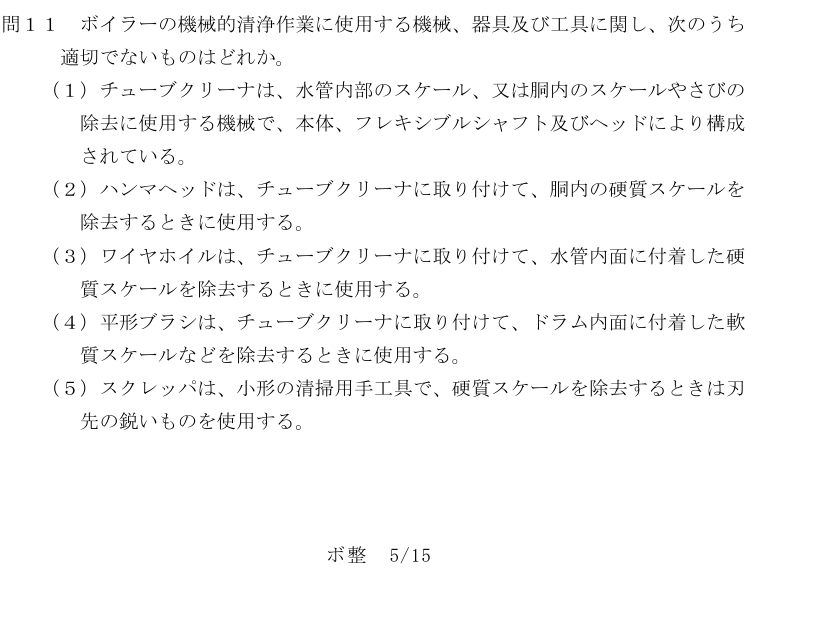 問１１　ボイラーの機械的清浄作業に使用する機械、器具及び工具に関し、次のうち
適切でないものはどれか。
（１）チューブクリーナは、水管内部のスケール、又は胴内のスケールやさびの
除去に使用する機械で、本体、フレキシブルシャフト及びヘッドにより構成
されている。
（２）ハンマヘッドは、チューブクリーナに取り付けて、胴内の硬質スケールを
除去するときに使用する。
（３）ワイヤホイルは、チューブクリーナに取り付けて、水管内面に付着した硬
質スケールを除去するときに使用する。
（４）平形ブラシは、チューブクリーナに取り付けて、ドラム内面に付着した軟
質スケールなどを除去するときに使用する。
（５）スクレッパは、小形の清掃用手工具で、硬質スケールを除去するときは刃
先の鋭いものを使用する。
ボ整　5/15